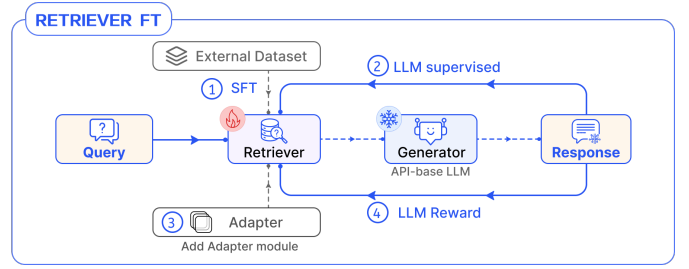 RETRIEVER FT
External Dataset
1 SFT
2 LLM supervised
Query
Retriever
Generator
Response
API-base LLM
3 Adapter
4 LLM Reward
Add Adapter module